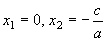 x₁ = 0, x₂ = −c/a